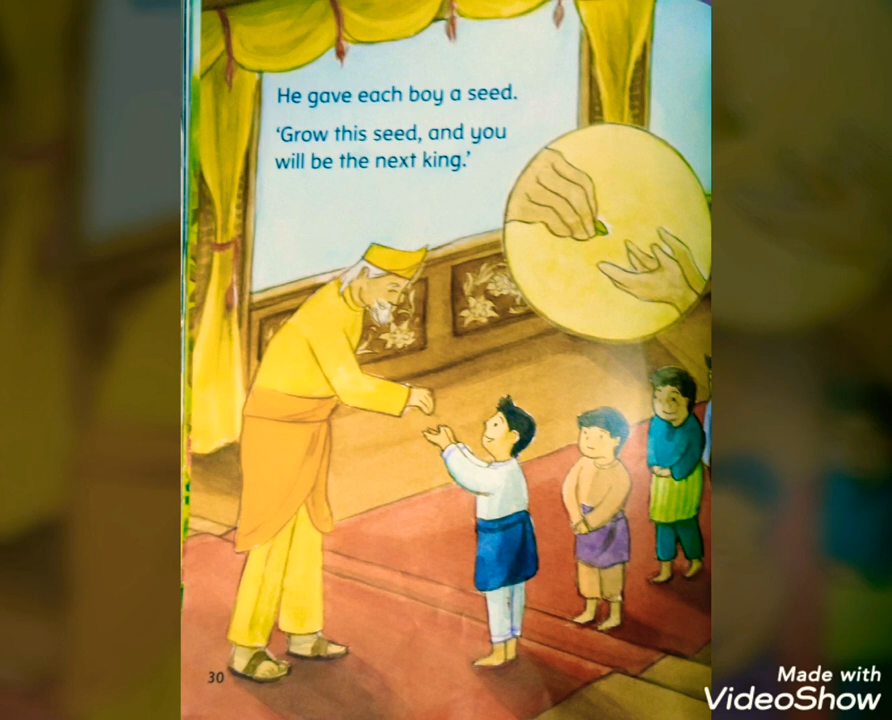 He gave each boy a seed.
‘Grow this seed, and you
will be the next king.’
30
Made with
VideoShow